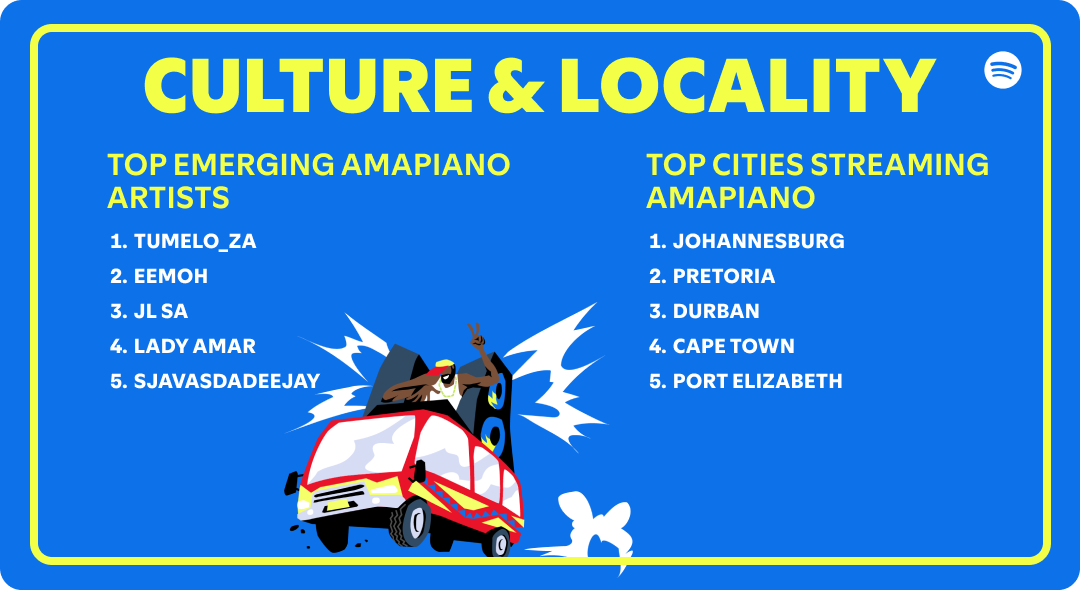 CULTURE & LOCALITY
TOP EMERGING AMAPIANO
ARTISTS
1. TUMELO_ZA
2. EEMOH
3. JL SA
4. LADY AMAR
5. SJAVASDADEEJAY
TOP CITIES STREAMING
AMAPIANO
1. JOHANNESBURG
2. PRETORIA
3. DURBAN
4. CAPE TOWN
5. PORT ELIZABETH